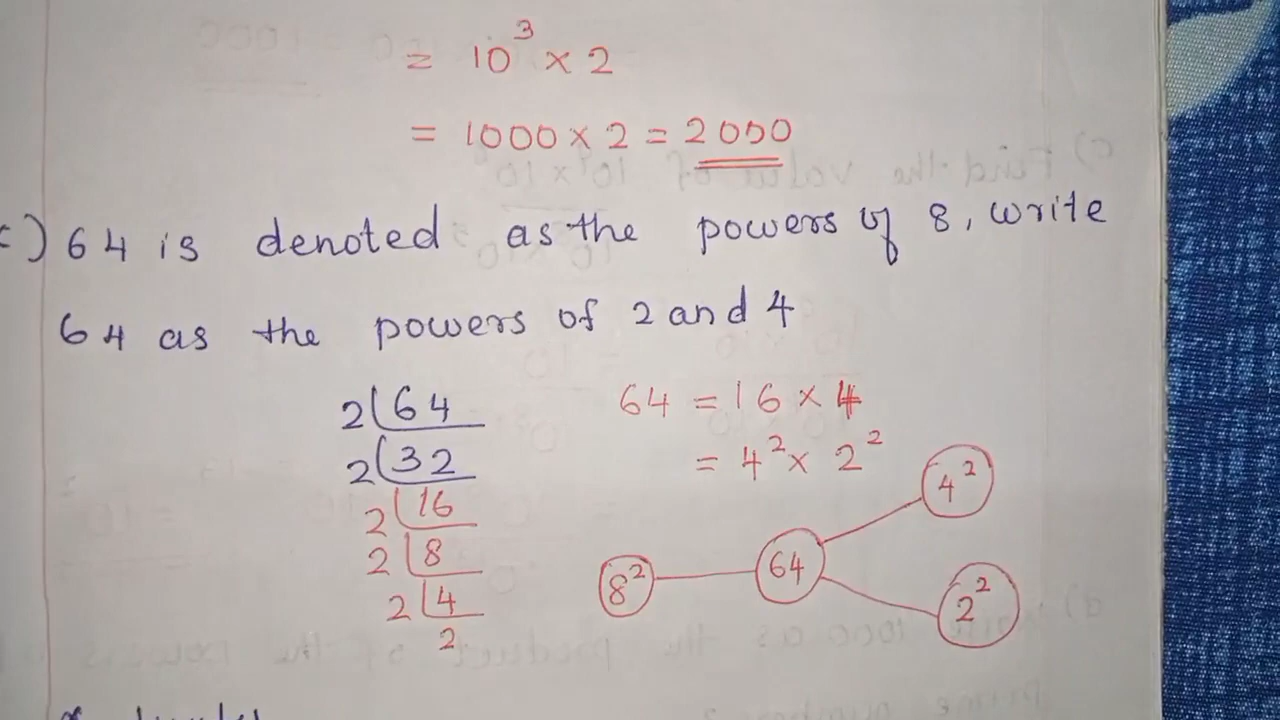 = 10³ × 2
= 1000 × 2 = 2000
c) 64 is denoted as the powers of 8, write
64 as the powers of 2 and 4
2 64
2 32
2 16
2 8
2 4
2
64 = 16 × 4
= 4² × 2²
4²
8² 64
2²